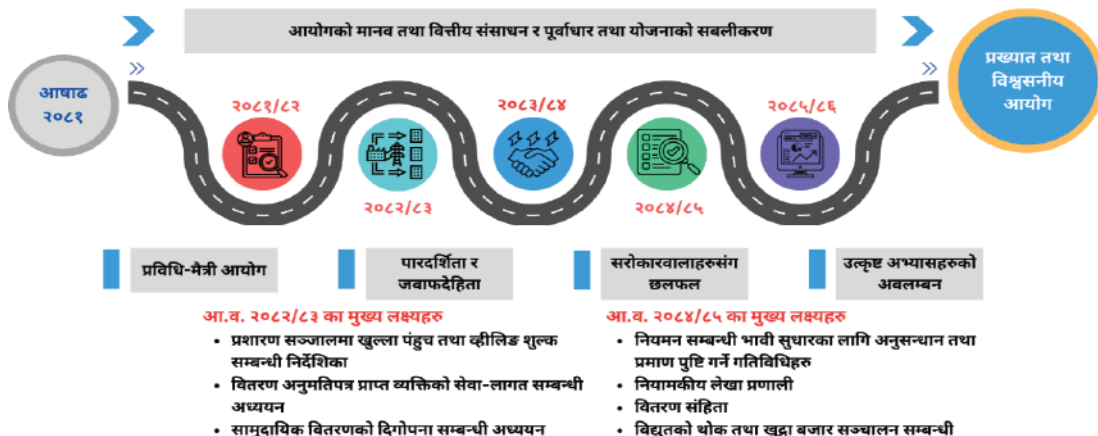 आयोगको मानव तथा वित्तीय संसाधन र पूर्वाधार तथा योजनाको सबलीकरण
आषाढ
२०८१
प्रख्यात तथा
विश्वसनीय
आयोग
२०८१/८२
२०८२/८३
२०८३/८४
२०८४/८५
२०८५/८६
प्रविधि-मैत्री आयोग
पारदर्शिता र
जवाफदेहिता
सरोकारवालाहरुसंग
छलफल
उत्कृष्ट अभ्यासहरुको
अवलम्बन
आ.व. २०८२/८३ का मुख्य लक्ष्यहरु
• प्रशारण सञ्जालमा खुल्ला पंहुच तथा व्हीलिङ शुल्क
सम्बन्धी निर्देशिका
• वितरण अनुमतिपत्र प्राप्त व्यक्तिको सेवा-लागत सम्बन्धी
अध्ययन
• सामुदायिक वितरणको दिगोपना सम्बन्धी अध्ययन
आ.व. २०८४/८५ का मुख्य लक्ष्यहरु
• नियमन सम्बन्धी भावी सुधारका लागि अनुसन्धान तथा
प्रमाण पुष्टि गर्ने गतिविधिहरु
• नियामकीय लेखा प्रणाली
• वितरण संहिता
• विद्युतको थोक तथा खुद्रा बजार सञ्चालन सम्बन्धी